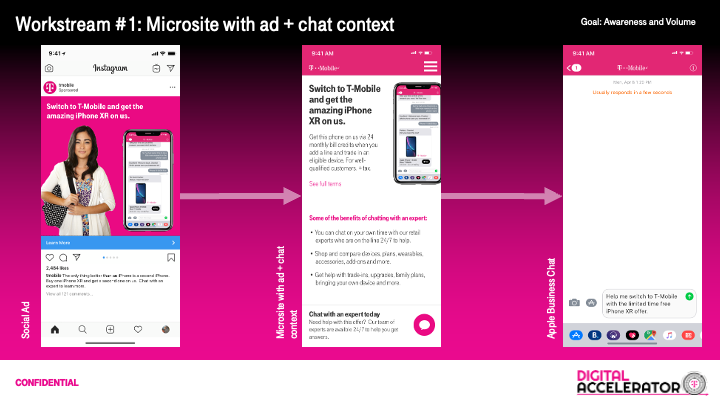 Workstream #1: Microsite with ad + chat context
Goal: Awareness and Volume
Social Ad
9:41
Instagram
tmobile
Sponsored
Switch to T-Mobile and get the
amazing iPhone XR on us.
Learn More
2,484 likes
tmobile The only thing better than an iPhone is a second iPhone.
Buy one iPhone XR and get a second one on us. Chat with an
expert to learn more.
View all 121 comments...
Microsite with ad + chat
context
9:41 AM
T Mobile
Switch to T-Mobile
and get the
amazing iPhone
XR on us.
Get this phone on us via 24
monthly bill credits when you
add a line and trade in an
eligible device. For well-
qualified customers. + tax.
See full terms
Some of the benefits of chatting with an expert:
• You can chat on your own time with our retail
experts who are on the line 24/7 to help.
• Shop and compare devices, plans, wearables,
accessories, add-ons and more.
• Get help with trade-ins, upgrades, family plans,
bringing your own device and more
Chat with an expert today
Need help with this offer? Our team of
experts are available 24/7 to help you get
answers.
Apple Business Chat
9:41 AM
1
T Mobile
Usually responds in a few seconds
Help me switch to T-Mobile
with the limited time free
iPhone XR offer.
B.
CONFIDENTIAL
DIGITAL
ACCELERATOR
T